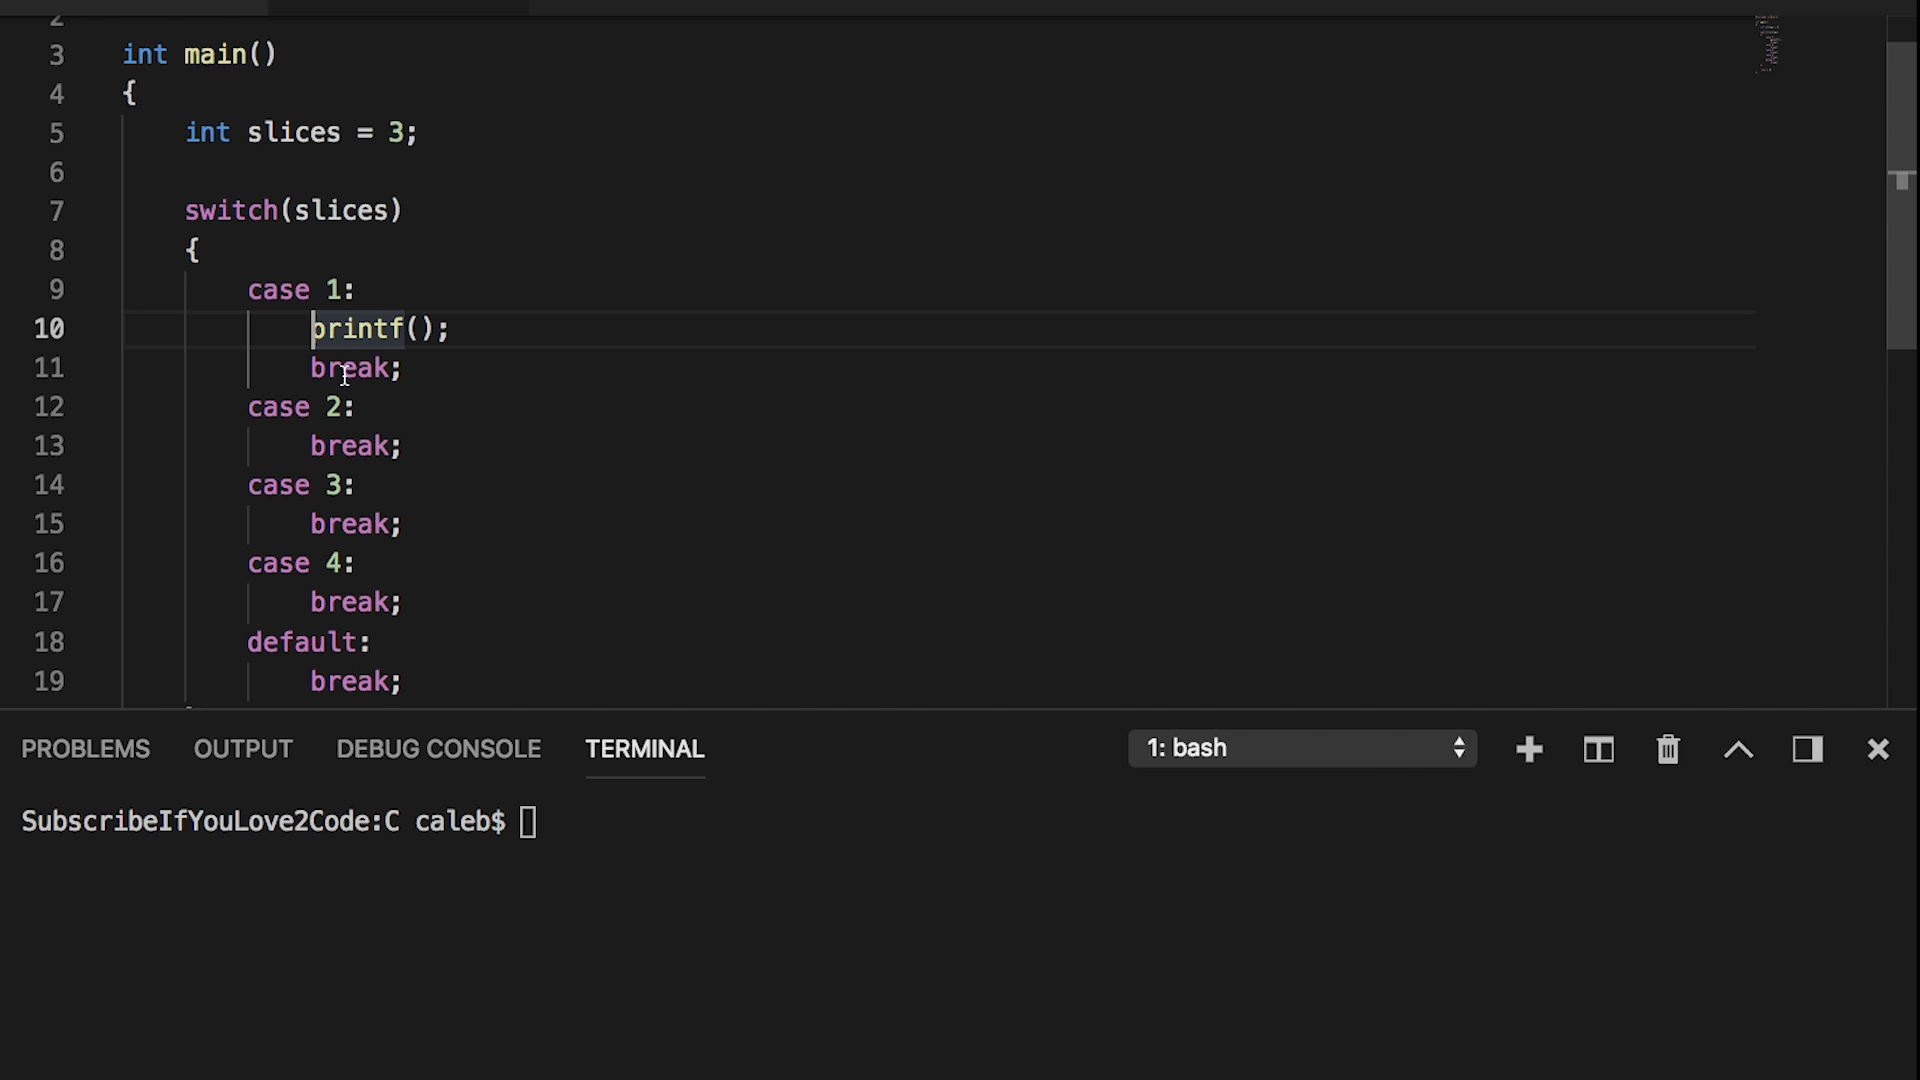 2
3 int main()
4 {
5 int slices = 3;
6
7 switch(slices)
8 {
9 case 1:
10 printf();
11 break;
12 case 2:
13 break;
14 case 3:
15 break;
16 case 4:
17 break;
18 default:
19 break;
PROBLEMS OUTPUT DEBUG CONSOLE TERMINAL 1: bash
SubscribeIfYouLove2Code:C caleb$